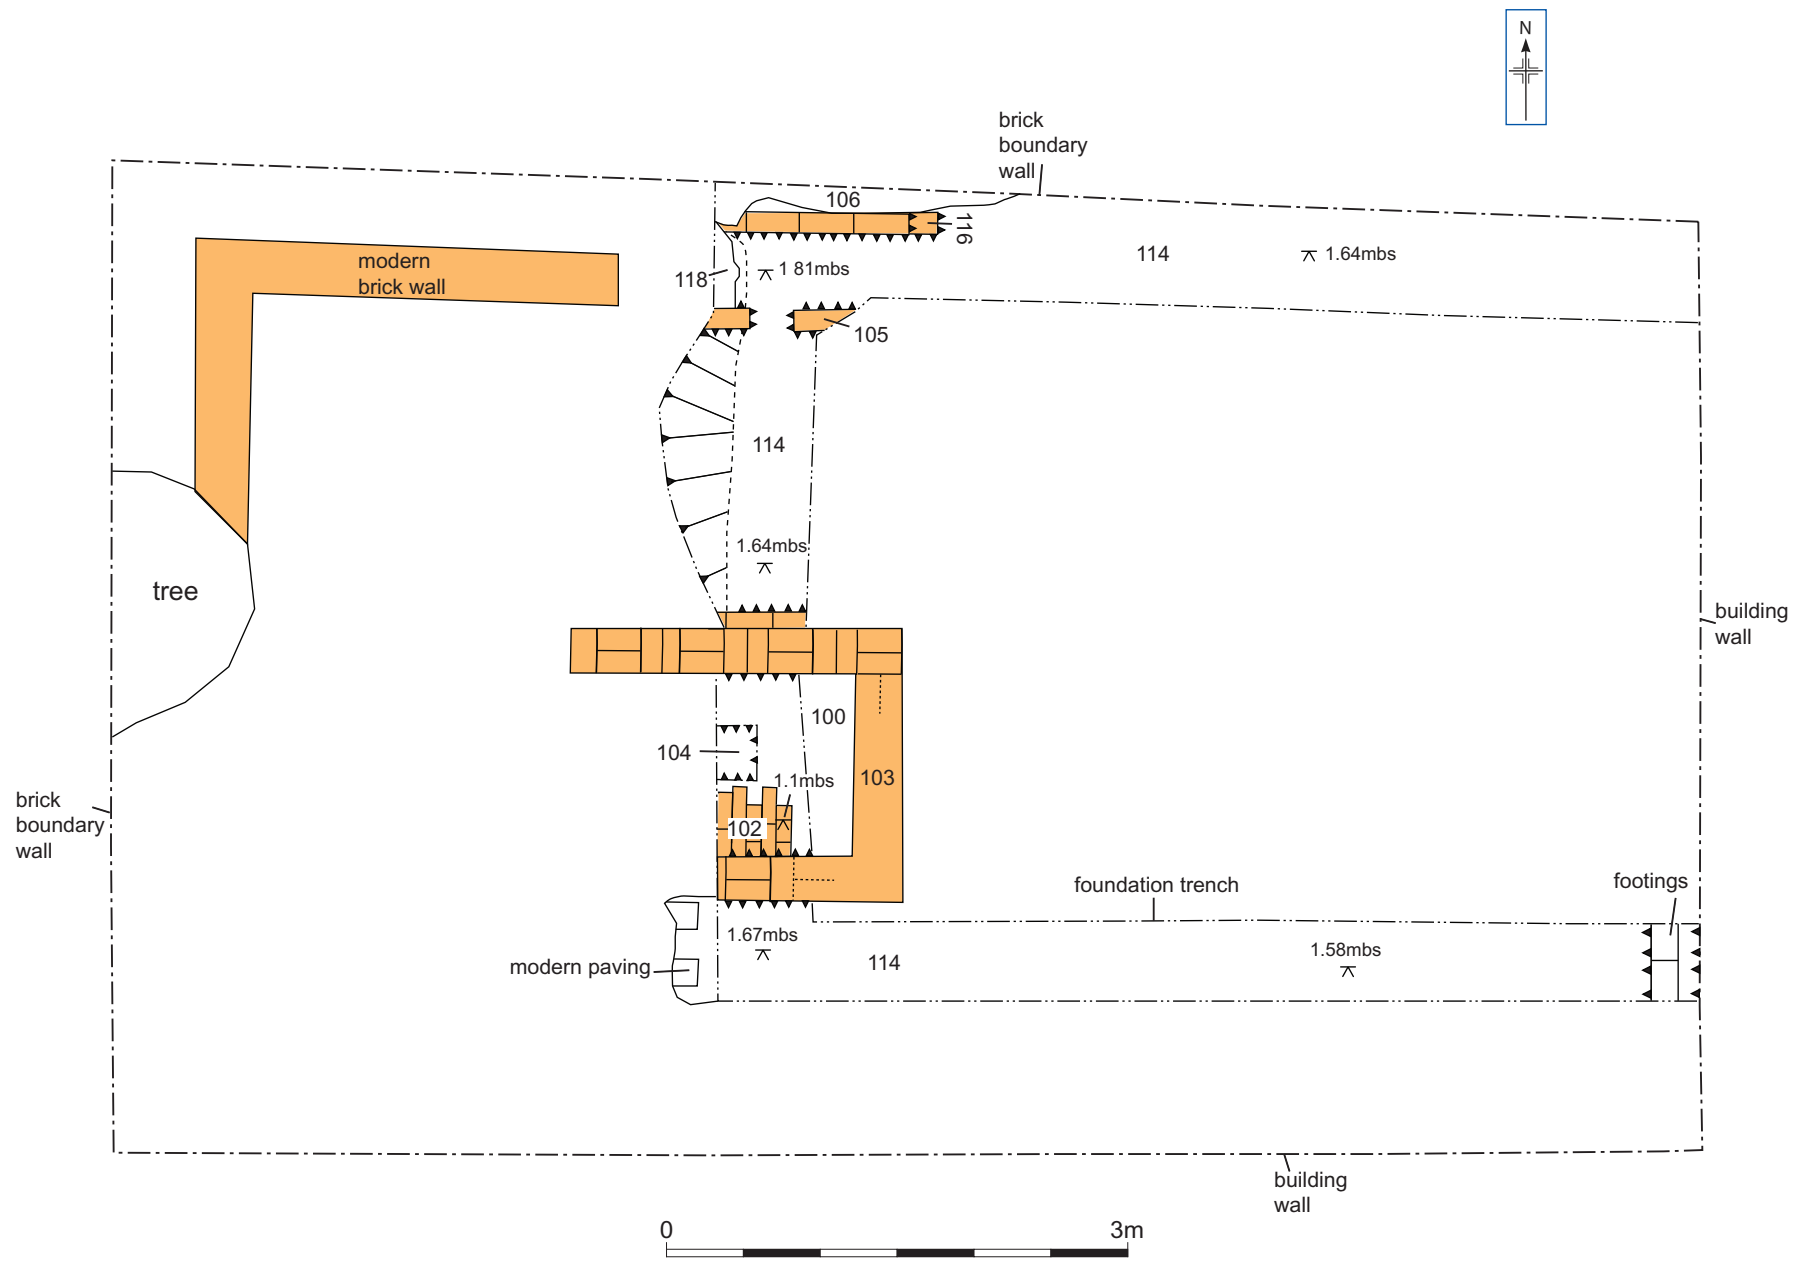 N
brick
boundary
wall
106
116
modern
brick wall
118
1 81mbs
114
1.64mbs
105
114
1.64mbs
tree
building
wall
100
104
1.1mbs
103
brick
boundary
wall
102
foundation trench
footings
1.67mbs
114
1.58mbs
modern paving
building
wall
0
3m